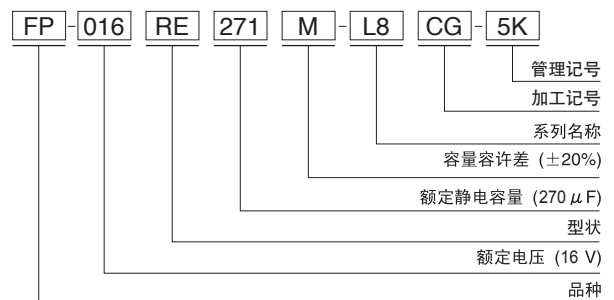 FP-016 RE 271 M-L8 CG-5K
管理记号
加工记号
系列名称
容量容许差 (±20%)
额定静电容量 (270 μF)
型状
额定电压 (16 V)
品种